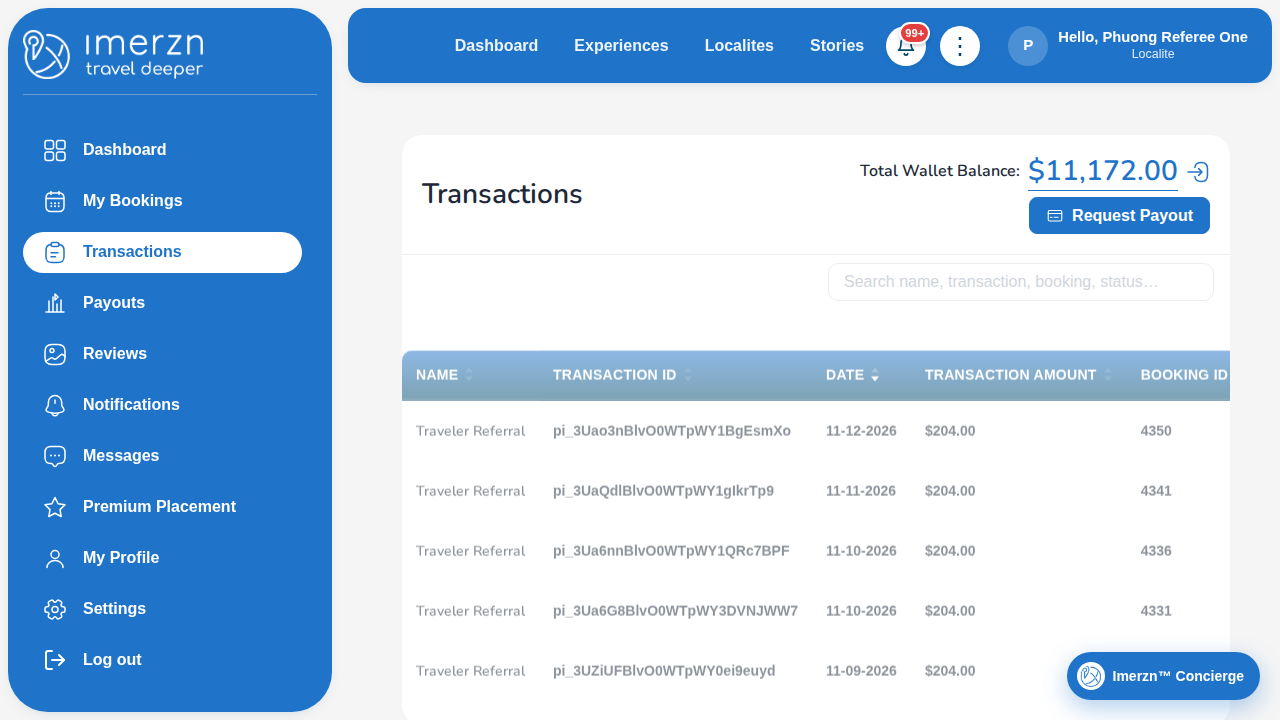 imerzn
travel deeper
Dashboard
My Bookings
Transactions
Payouts
Reviews
Notifications
Messages
Premium Placement
My Profile
Settings
Log out
Dashboard Experiences Localites Stories 99+ P Hello, Phuong Referee One
Localite
Transactions
Total Wallet Balance: $11,172.00
Request Payout
Search name, transaction, booking, status…
NAME TRANSACTION ID DATE TRANSACTION AMOUNT BOOKING ID
Traveler Referral pi_3Uao3nBlvO0WTpWY1BgEsmXo 11-12-2026 $204.00 4350
Traveler Referral pi_3UaQdlBlvO0WTpWY1gIkrTp9 11-11-2026 $204.00 4341
Traveler Referral pi_3Ua6nnBlvO0WTpWY1QRc7BPF 11-10-2026 $204.00 4336
Traveler Referral pi_3Ua6G8BlvO0WTpWY3DVNJWW7 11-10-2026 $204.00 4331
Traveler Referral pi_3UZiUFBlvO0WTpWY0ei9euyd 11-09-2026 $204.00
Imerzn™ Concierge